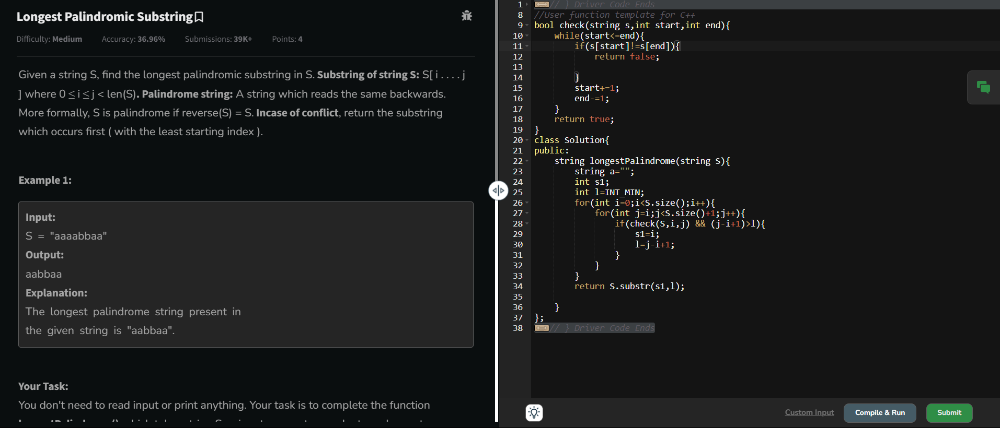 Longest Palindromic Substring
Difficulty: Medium Accuracy: 36.96% Submissions: 39K+ Points: 4
Given a string S, find the longest palindromic substring in S. Substring of string S: S[ i . . . . j
] where 0 ≤ i ≤ j < len(S). Palindrome string: A string which reads the same backwards.
More formally, S is palindrome if reverse(S) = S. Incase of conflict, return the substring
which occurs first ( with the least starting index ).
Example 1:
Input:
S = "aaaabbaa"
Output:
aabbaa
Explanation:
The longest palindrome string present in
the given string is "aabbaa".
Your Task:
You don't need to read input or print anything. Your task is to complete the function
1 // } Driver Code Ends
8 //User function template for C++
9 bool check(string s,int start,int end){
10 while(start<=end){
11 if(s[start]!=s[end]){
12 return false;
13
14 }
15 start+=1;
16 end-=1;
17 }
18 return true;
19 }
20 class Solution{
21 public:
22 string longestPalindrome(string S){
23 string a="";
24 int s1;
25 int l=INT_MIN;
26 for(int i=0;i<S.size();i++){
27 for(int j=i;j<S.size()+1;j++){
28 if(check(S,i,j) && (j-i+1)>l){
29 s1=i;
30 l=j-i+1;
31 }
32 }
33 }
34 return S.substr(s1,l);
35
36 }
37 };
38 // } Driver Code Ends
Custom Input Compile & Run Submit